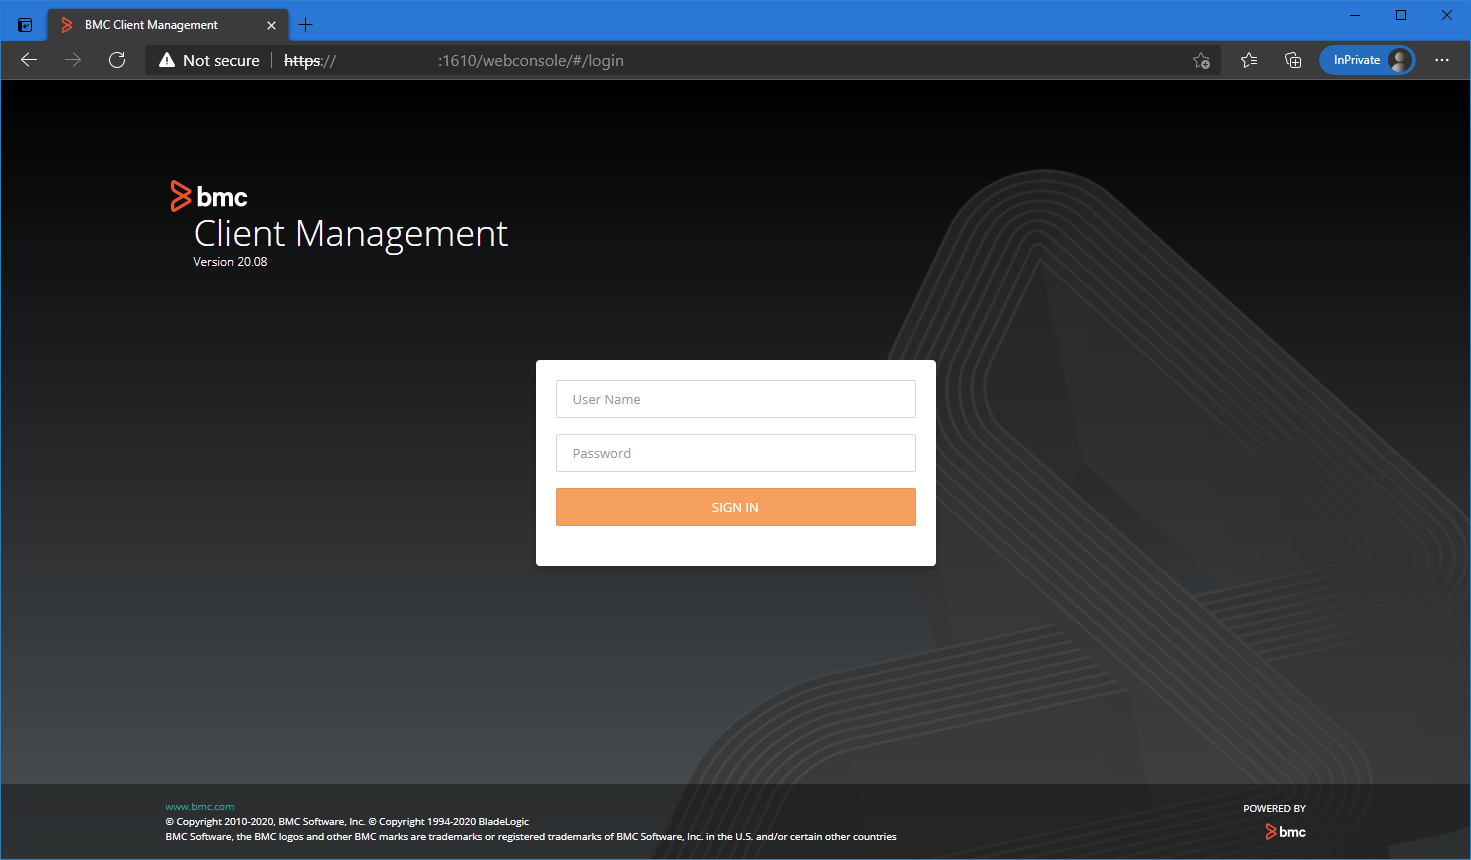 BMC Client Management
Not secure https:// :1610/webconsole/#/login InPrivate
bmc
Client Management
Version 20.08
User Name
Password
SIGN IN
www.bmc.com
© Copyright 2010-2020, BMC Software, Inc. © Copyright 1994-2020 BladeLogic
BMC Software, the BMC logos and other BMC marks are trademarks or registered trademarks of BMC Software, Inc. in the U.S. and/or certain other countries
POWERED BY
bmc